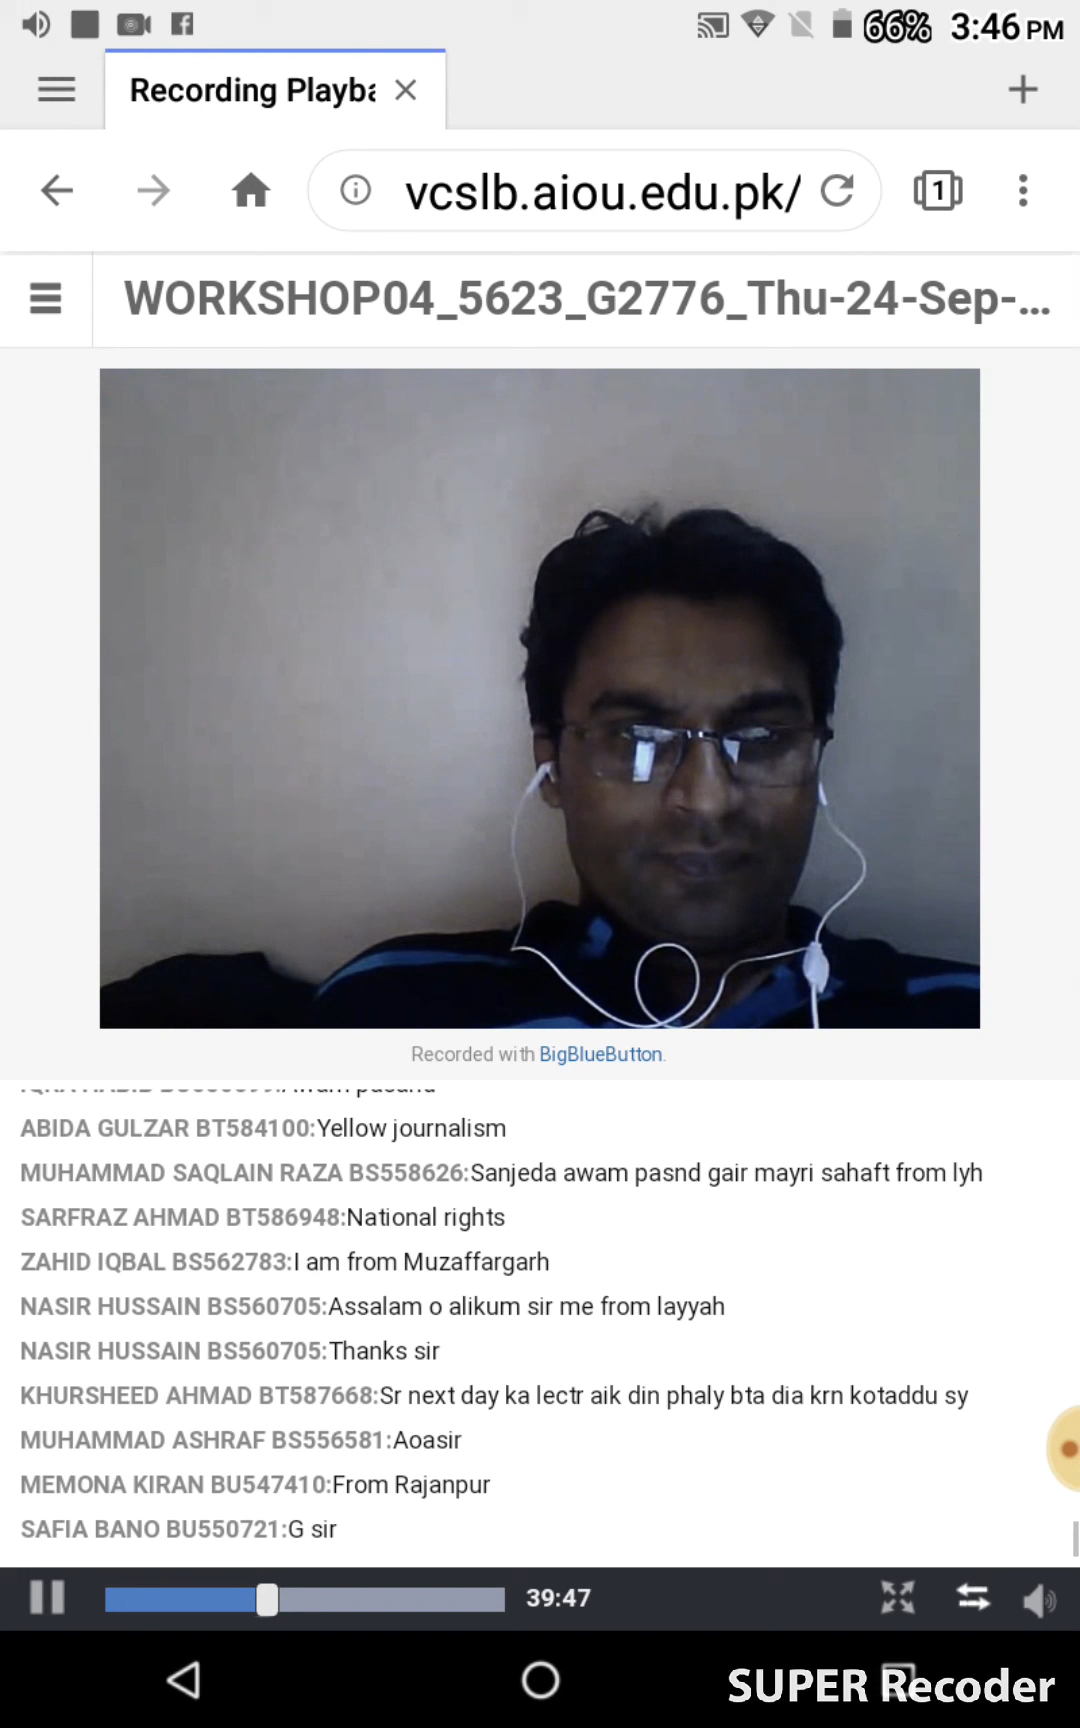 66% 3:46 PM
Recording Playba
vcslb.aiou.edu.pk/
1
WORKSHOP04_5623_G2776_Thu-24-Sep-...
Recorded with BigBlueButton.
ABIDA GULZAR BT584100:Yellow journalism
MUHAMMAD SAQLAIN RAZA BS558626:Sanjeda awam pasnd gair mayri sahaft from lyh
SARFRAZ AHMAD BT586948:National rights
ZAHID IQBAL BS562783:I am from Muzaffargarh
NASIR HUSSAIN BS560705:Assalam o alikum sir me from layyah
NASIR HUSSAIN BS560705:Thanks sir
KHURSHEED AHMAD BT587668:Sr next day ka lectr aik din phaly bta dia krn kotaddu sy
MUHAMMAD ASHRAF BS556581:Aoasir
MEMONA KIRAN BU547410:From Rajanpur
SAFIA BANO BU550721:G sir
39:47
SUPER Recoder